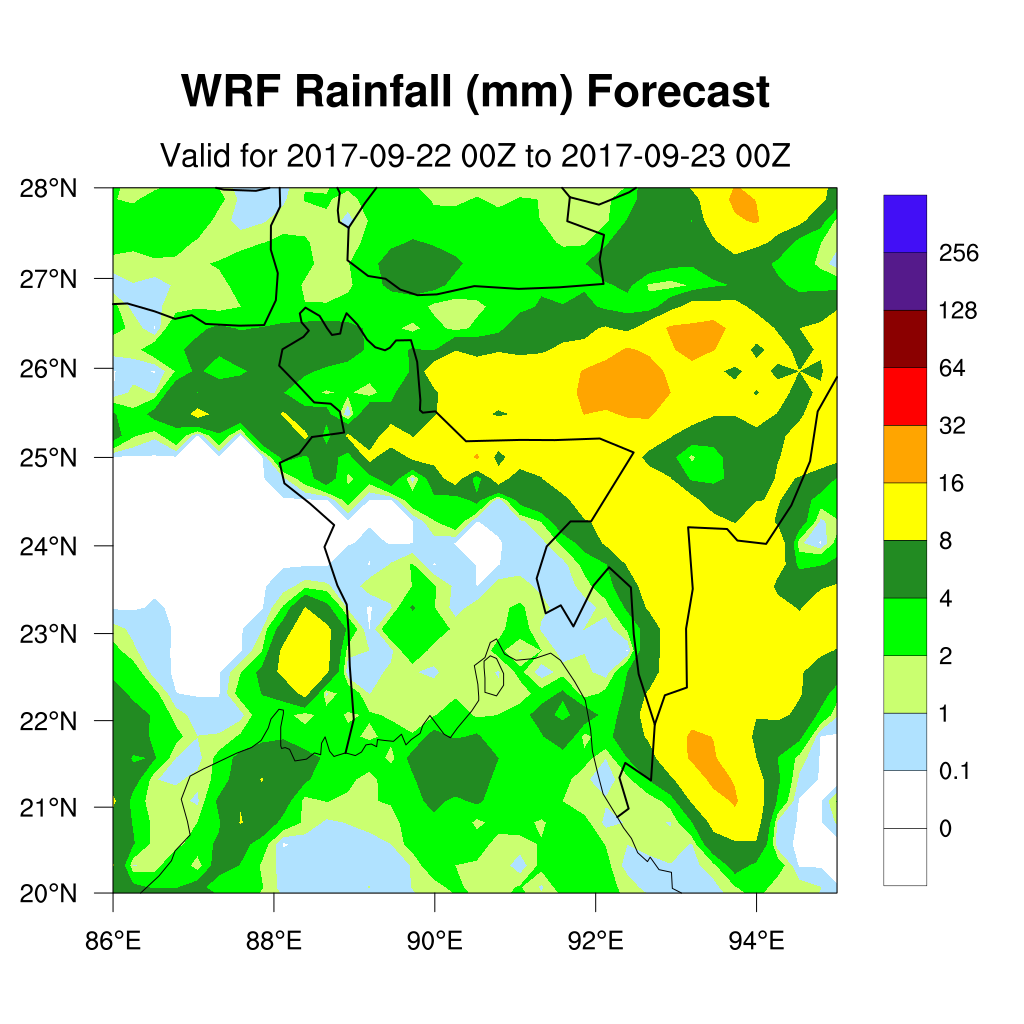 WRF Rainfall (mm) Forecast
Valid for 2017-09-22 00Z to 2017-09-23 00Z
28°N
27°N
26°N
25°N
24°N
23°N
22°N
21°N
20°N
86°E 88°E 90°E 92°E 94°E
256
128
64
32
16
8
4
2
1
0.1
0